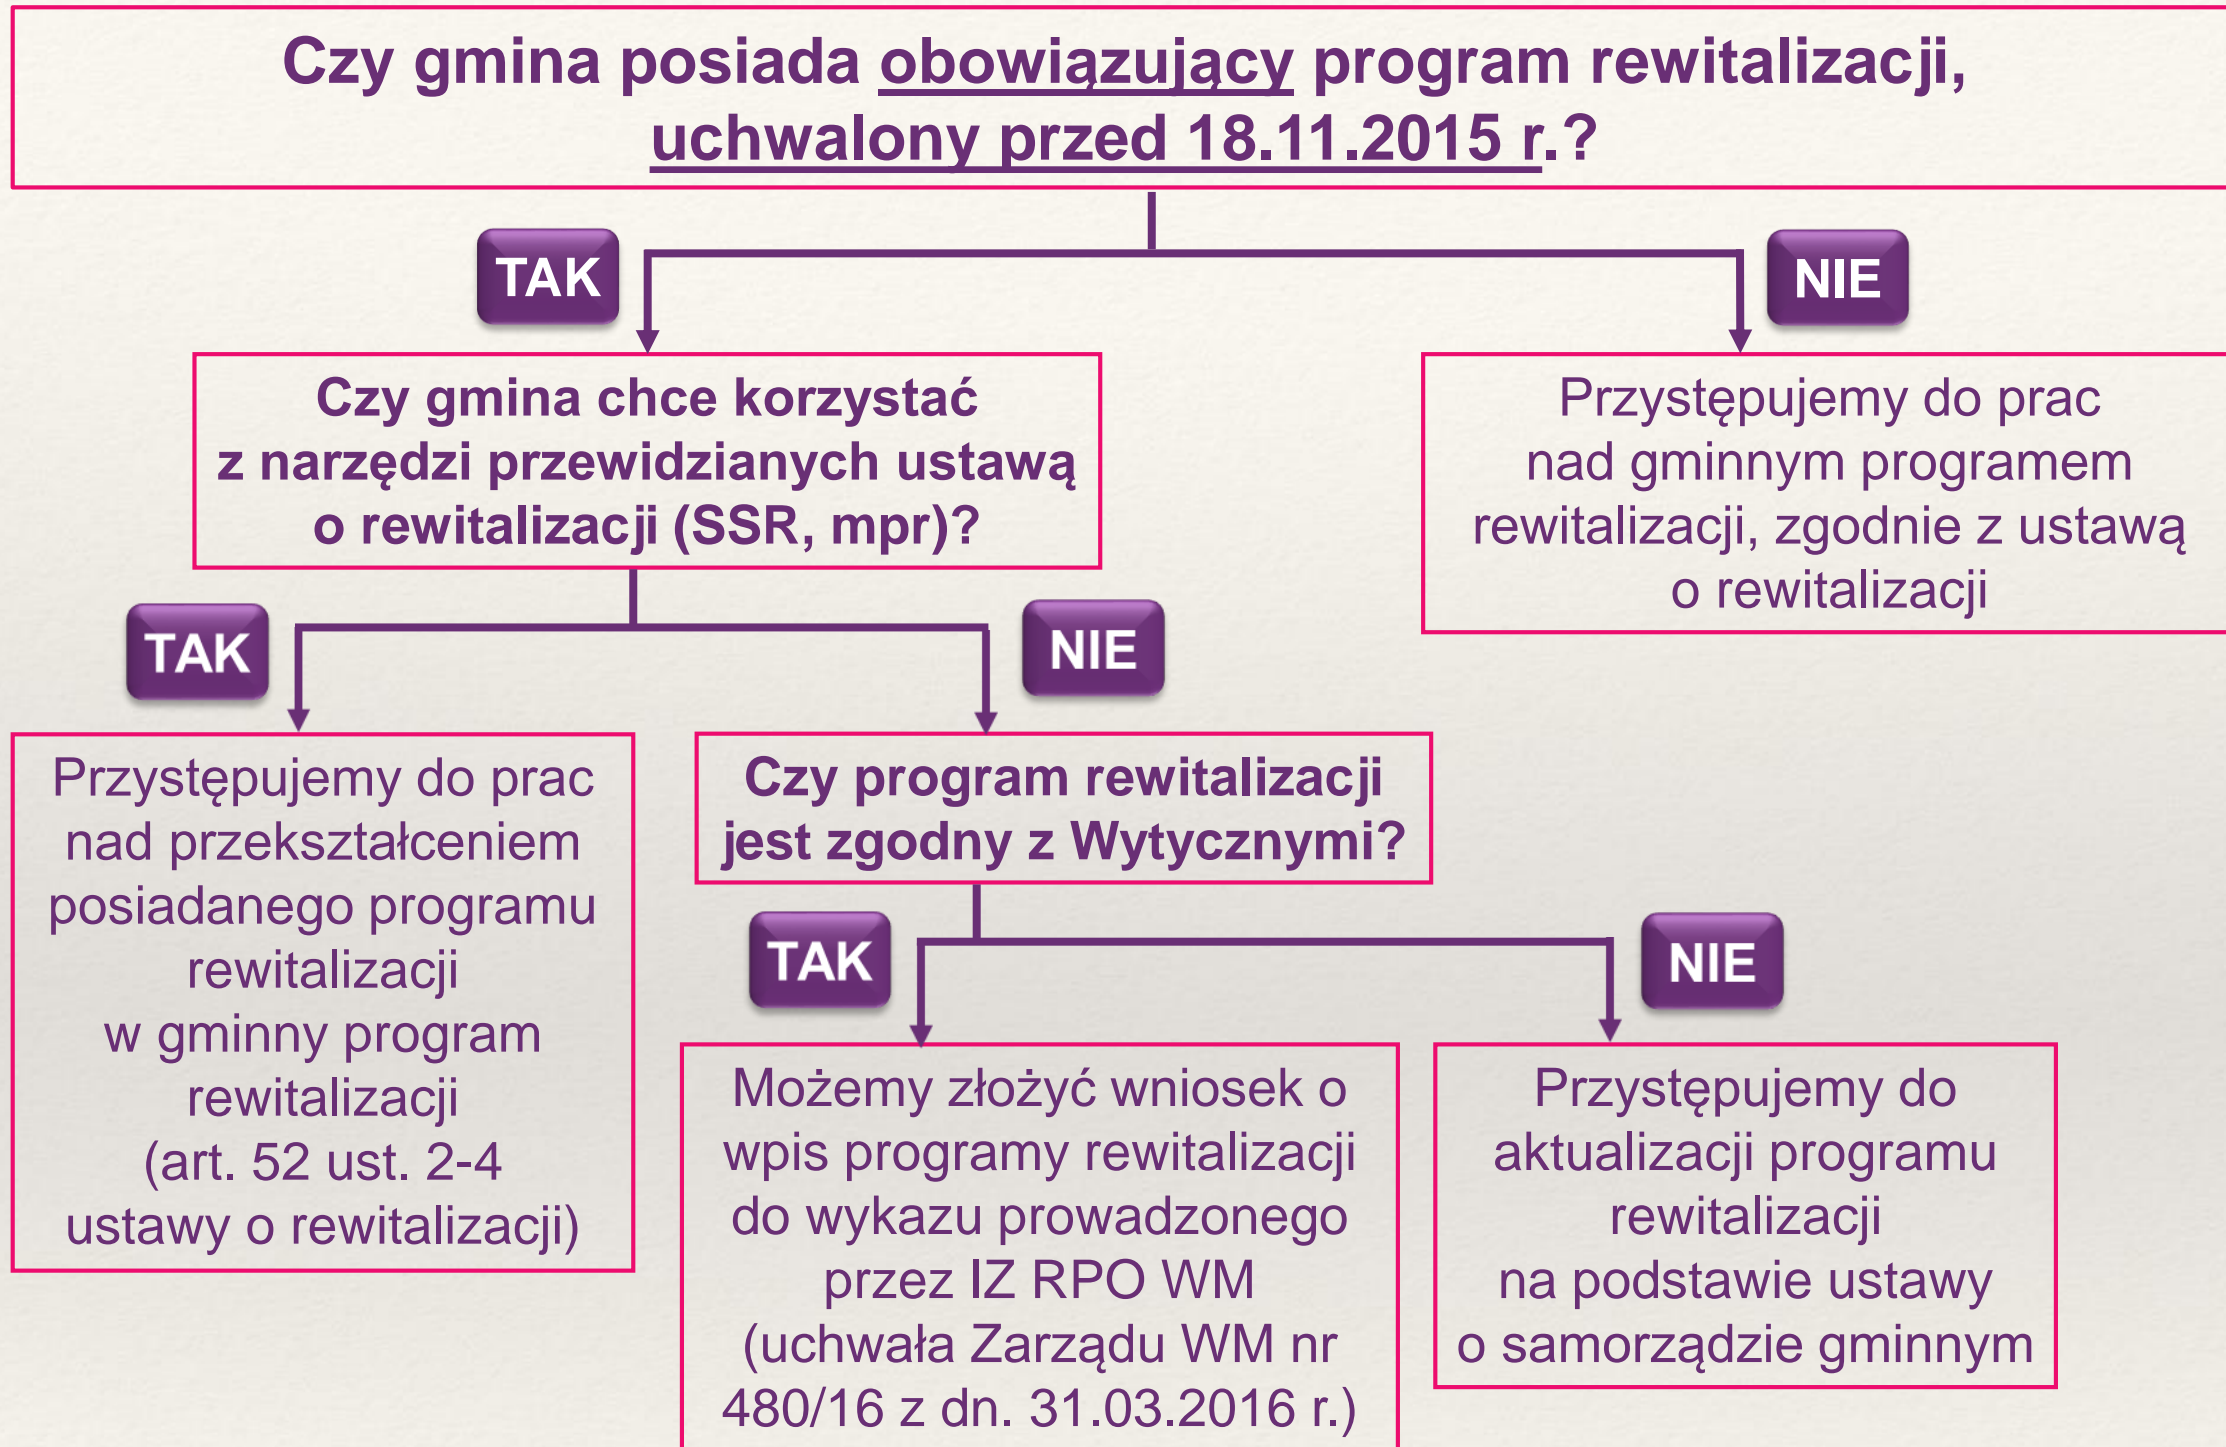 Czy gmina posiada obowiązujący program rewitalizacji,
uchwalony przed 18.11.2015 r.?
TAK
NIE
Czy gmina chce korzystać
z narzędzi przewidzianych ustawą
o rewitalizacji (SSR, mpr)?
Przystępujemy do prac
nad gminnym programem
rewitalizacji, zgodnie z ustawą
o rewitalizacji
TAK
NIE
Przystępujemy do prac
nad przekształceniem
posiadanego programu
rewitalizacji
w gminny program
rewitalizacji
(art. 52 ust. 2-4
ustawy o rewitalizacji)
Czy program rewitalizacji
jest zgodny z Wytycznymi?
TAK
NIE
Możemy złożyć wniosek o
wpis programy rewitalizacji
do wykazu prowadzonego
przez IZ RPO WM
(uchwała Zarządu WM nr
480/16 z dn. 31.03.2016 r.)
Przystępujemy do
aktualizacji programu
rewitalizacji
na podstawie ustawy
o samorządzie gminnym